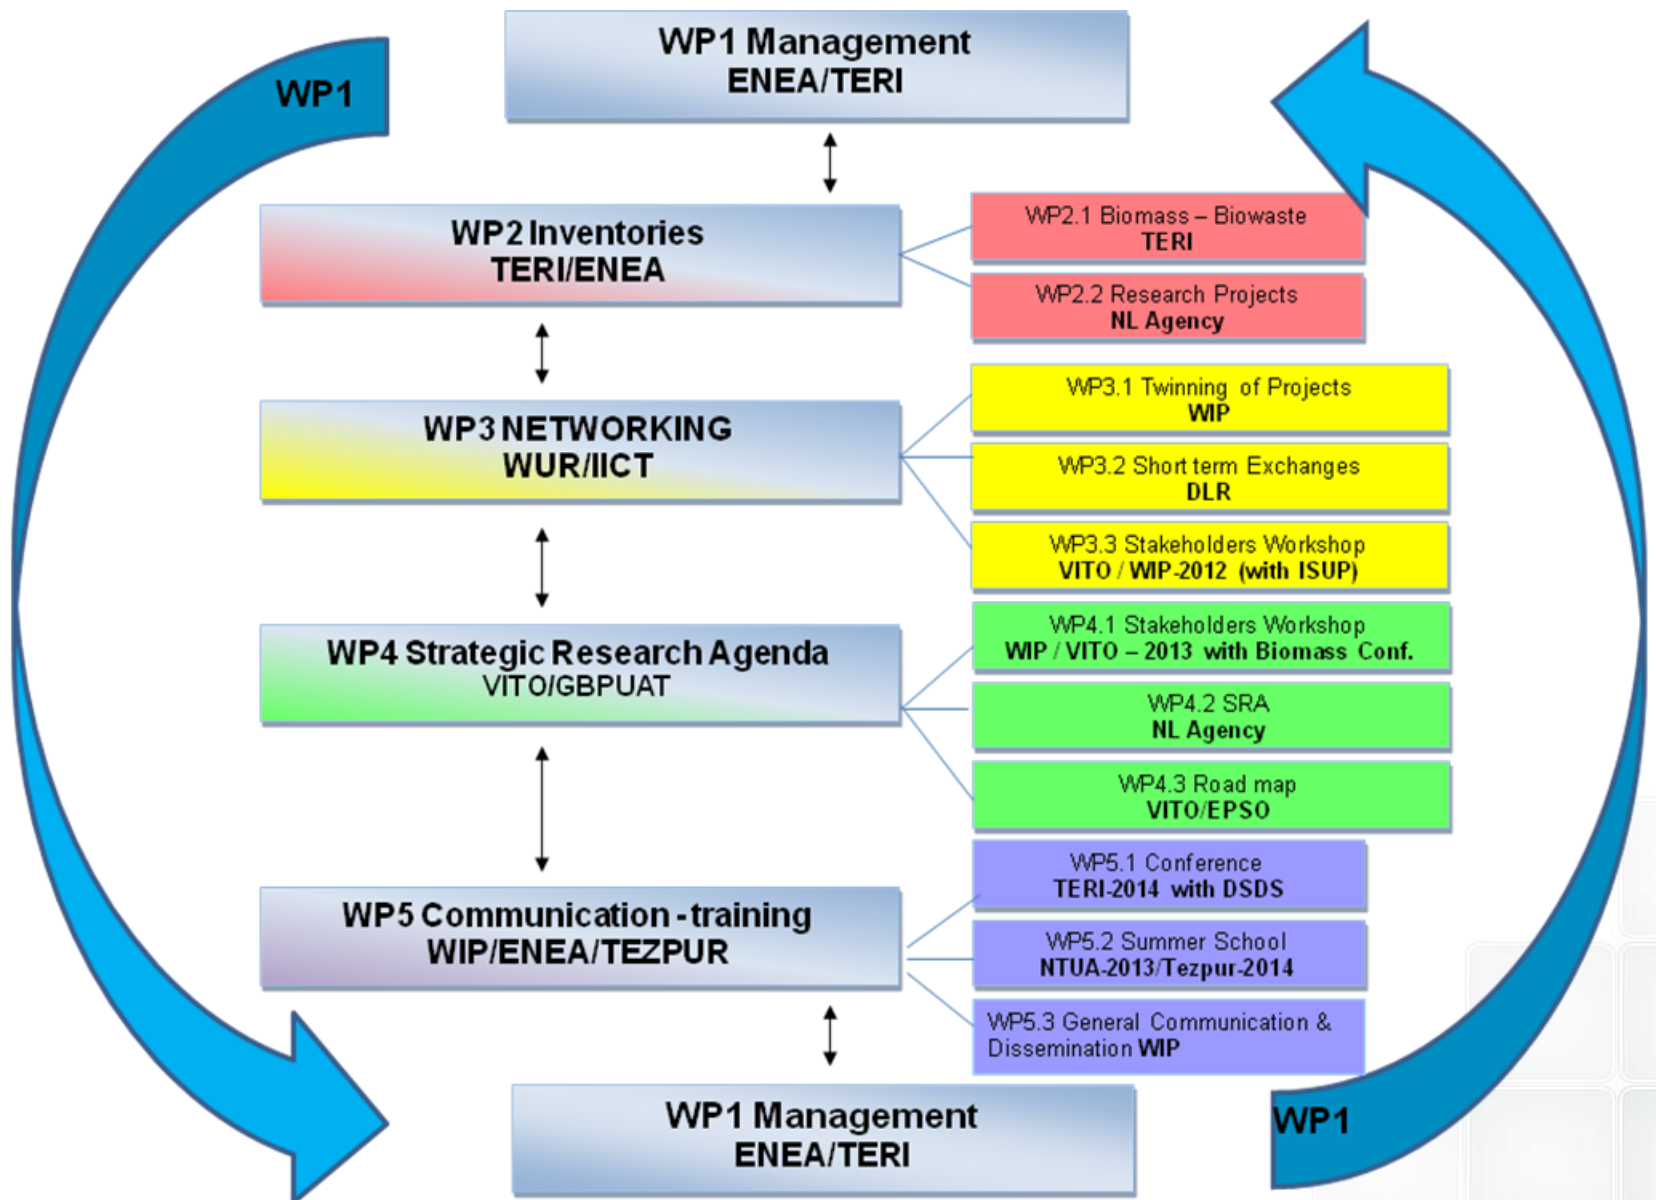 WP1 Management
ENEA/TERI
WP1
WP2 Inventories
TERI/ENEA
WP2.1 Biomass – Biowaste
TERI
WP2.2 Research Projects
NL Agency
WP3 NETWORKING
WUR/IICT
WP3.1 Twinning of Projects
WIP
WP3.2 Short term Exchanges
DLR
WP3.3 Stakeholders Workshop
VITO / WIP-2012 (with ISUP)
WP4 Strategic Research Agenda
VITO/GBPUAT
WP4.1 Stakeholders Workshop
WIP / VITO – 2013 with Biomass Conf.
WP4.2 SRA
NL Agency
WP4.3 Road map
VITO/EPSO
WP5 Communication - training
WIP/ENEA/TEZPUR
WP5.1 Conference
TERI-2014 with DSDS
WP5.2 Summer School
NTUA-2013/Tezpur-2014
WP5.3 General Communication &
Dissemination WIP
WP1 Management
ENEA/TERI
WP1